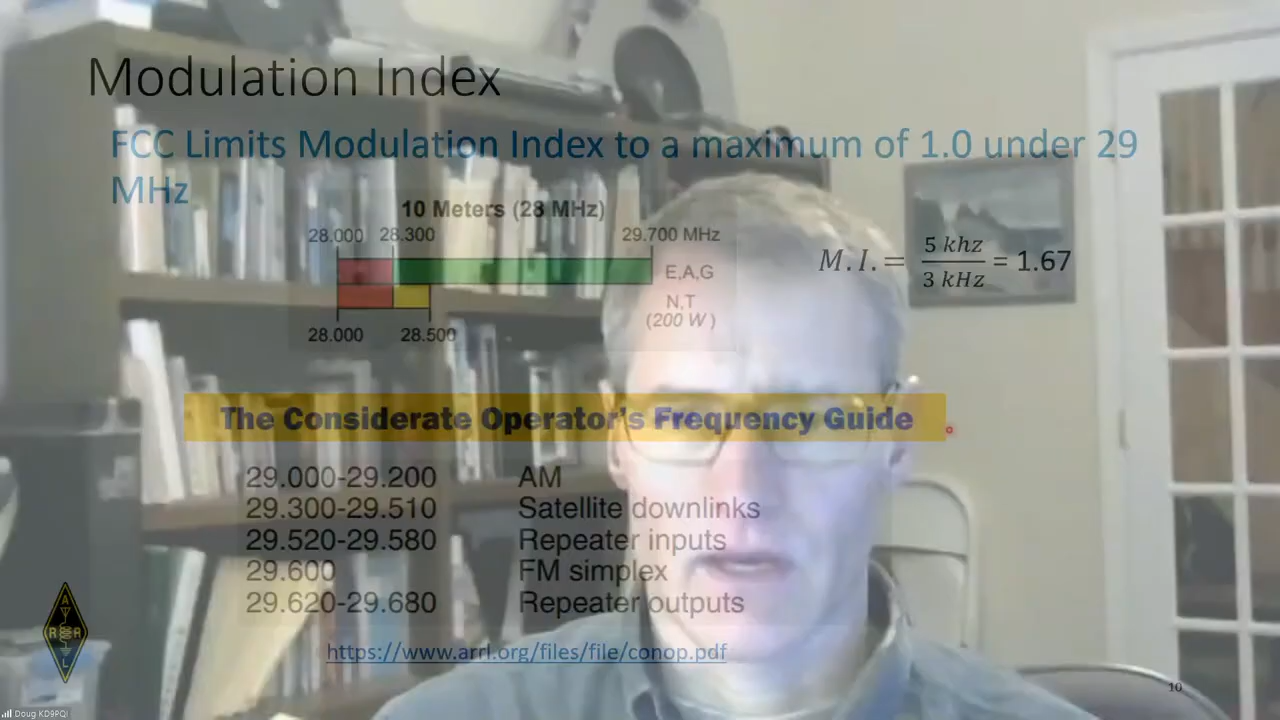 Modulation Index
FCC Limits Modulation Index to a maximum of 1.0 under 29
MHz
10 Meters (28 MHz)
28.000 28.300 29.700 MHz
E,A,G
N,T
(200 W)
28.000 28.500
M.I.= 5 khz / 3 kHz = 1.67
The Considerate Operator's Frequency Guide
29.000-29.200 AM
29.300-29.510 Satellite downlinks
29.520-29.580 Repeater inputs
29.600 FM simplex
29.620-29.680 Repeater outputs
https://www.arrl.org/files/file/conop.pdf
A
R R A
L
10
Doug KD9PQI